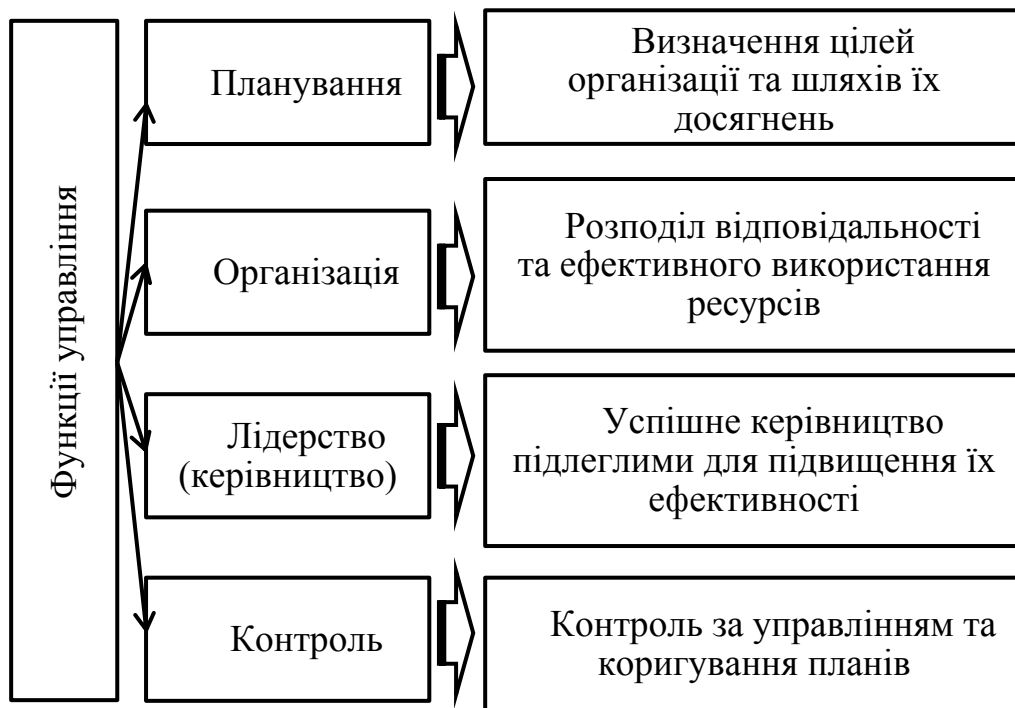 Функції управління
Планування
Визначення цілей
організації та шляхів їх
досягнень
Організація
Розподіл відповідальності
та ефективного використання
ресурсів
Лідерство
(керівництво)
Успішне керівництво
підлеглими для підвищення їх
ефективності
Контроль
Контроль за управлінням та
коригування планів